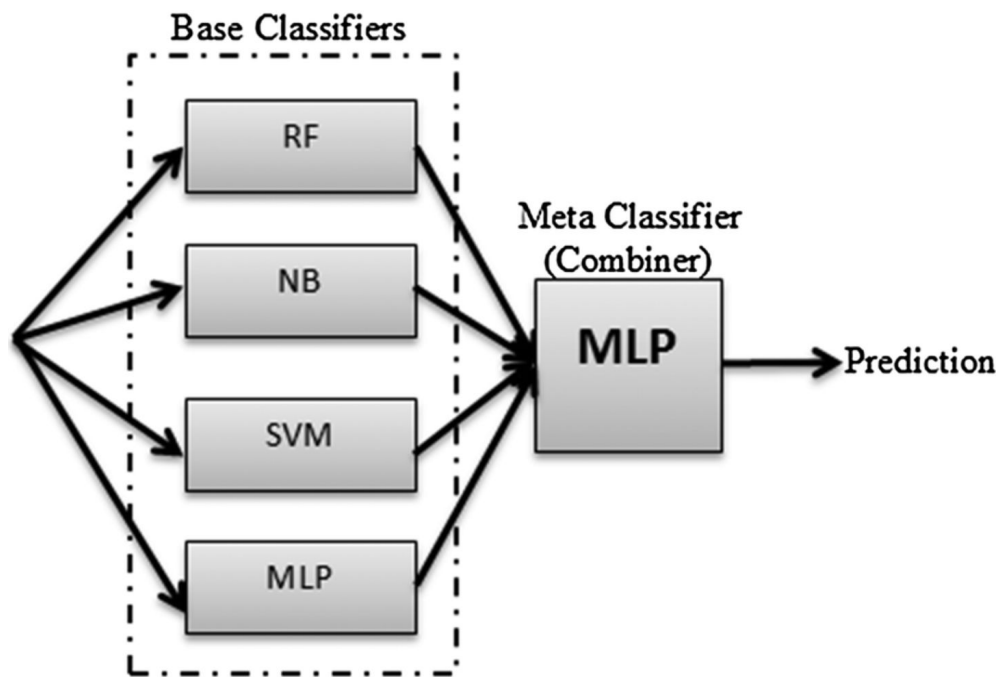 Base Classifiers
RF
NB
SVM
MLP
Meta Classifier
(Combiner)
MLP
Prediction